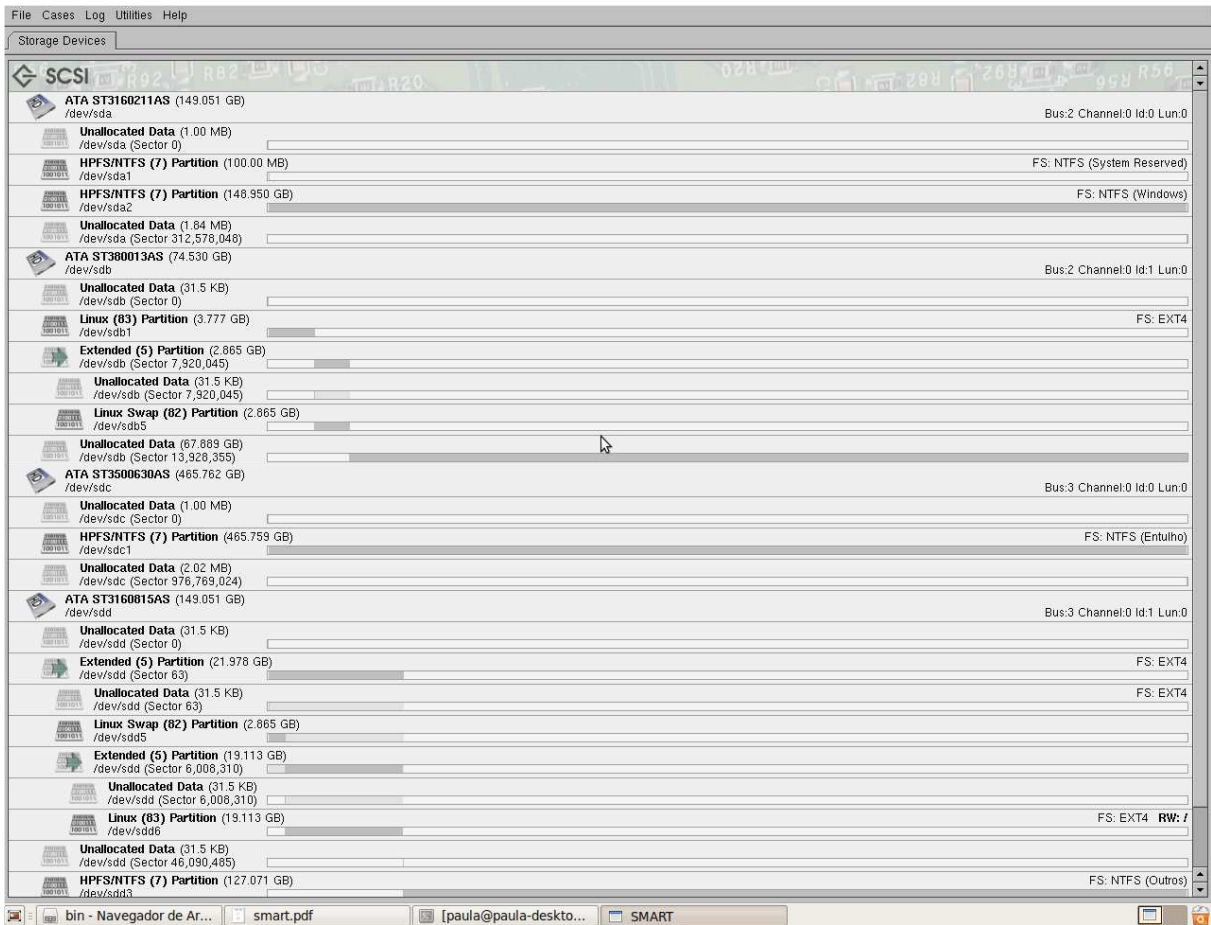 File Cases Log Utilities Help
Storage Devices
SCSI
ATA ST3160211AS (149.051 GB)
/dev/sda Bus:2 Channel:0 Id:0 Lun:0
Unallocated Data (1.00 MB)
/dev/sda (Sector 0)
HPFS/NTFS (7) Partition (100.00 MB) FS: NTFS (System Reserved)
/dev/sda1
HPFS/NTFS (7) Partition (148.950 GB) FS: NTFS (Windows)
/dev/sda2
Unallocated Data (1.84 MB)
/dev/sda (Sector 312,578,048)
ATA ST380013AS (74.530 GB)
/dev/sdb Bus:2 Channel:0 Id:1 Lun:0
Unallocated Data (31.5 KB)
/dev/sdb (Sector 0)
Linux (83) Partition (3.777 GB) FS: EXT4
/dev/sdb1
Extended (5) Partition (2.865 GB)
/dev/sdb (Sector 7,920,045)
Unallocated Data (31.5 KB)
/dev/sdb (Sector 7,920,045)
Linux Swap (82) Partition (2.865 GB)
/dev/sdb5
Unallocated Data (67.889 GB)
/dev/sdb (Sector 13,928,355)
ATA ST3500630AS (465.762 GB)
/dev/sdc Bus:3 Channel:0 Id:0 Lun:0
Unallocated Data (1.00 MB)
/dev/sdc (Sector 0)
HPFS/NTFS (7) Partition (465.759 GB) FS: NTFS (Entulho)
/dev/sdc1
Unallocated Data (2.02 MB)
/dev/sdc (Sector 976,769,024)
ATA ST3160815AS (149.051 GB)
/dev/sdd Bus:3 Channel:0 Id:1 Lun:0
Unallocated Data (31.5 KB)
/dev/sdd (Sector 0)
Extended (5) Partition (21.978 GB) FS: EXT4
/dev/sdd (Sector 63)
Unallocated Data (31.5 KB) FS: EXT4
/dev/sdd (Sector 63)
Linux Swap (82) Partition (2.865 GB)
/dev/sdd5
Extended (5) Partition (19.113 GB)
/dev/sdd (Sector 6,008,310)
Unallocated Data (31.5 KB)
/dev/sdd (Sector 6,008,310)
Linux (83) Partition (19.113 GB) FS: EXT4 RW: /
/dev/sdd6
Unallocated Data (31.5 KB)
/dev/sdd (Sector 46,090,485)
HPFS/NTFS (7) Partition (127.071 GB) FS: NTFS (Outros)
/dev/sdd3
bin - Navegador de Ar... smart.pdf [paula@paula-deskto... SMART